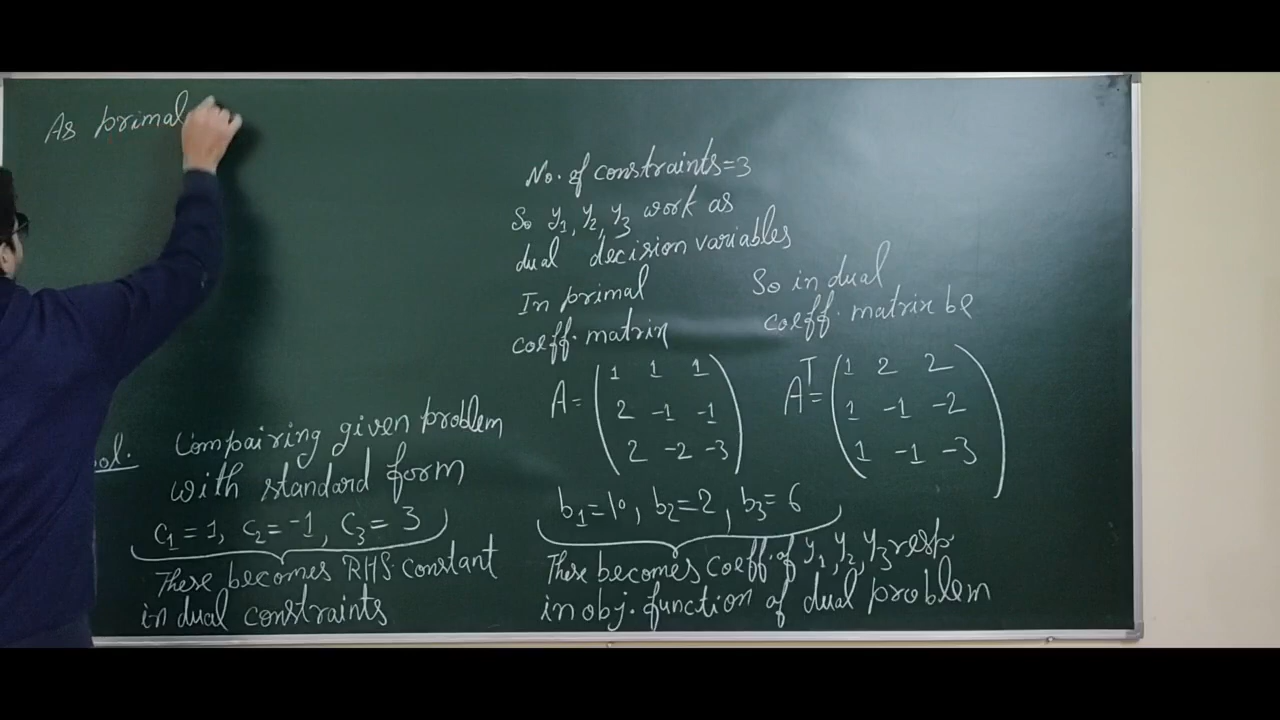 As primal
No. of constraints=3
So y1, y2, y3 work as
dual decision variables
In primal
coeff. matrix
A = (1 1 1
2 -1 -1
2 -2 -3)
So in dual
coeff. matrix be
A^T = (1 2 2
1 -1 -2
1 -1 -3)
ol. Compairing given problem
with standard form
c1 = 1, c2 = -1, c3 = 3
These becomes RHS constant
in dual constraints
b1=10, b2=2, b3=6
These becomes coeff. of y1, y2, y3 resp
in obj. function of dual problem